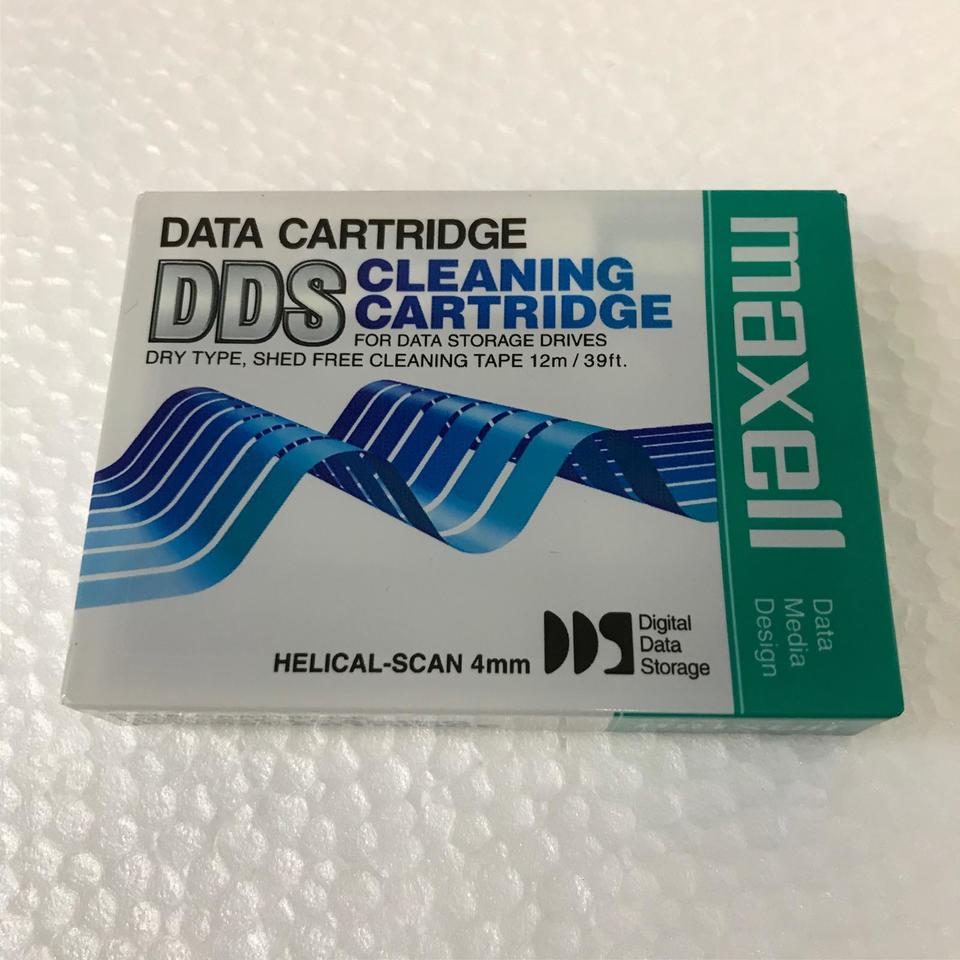 DATA CARTRIDGE
DDS CLEANING
CARTRIDGE
FOR DATA STORAGE DRIVES
DRY TYPE, SHED FREE CLEANING TAPE 12m / 39ft.
HELICAL-SCAN 4mm
DDS
Digital
Data
Storage
maxell
Data
Media
Design